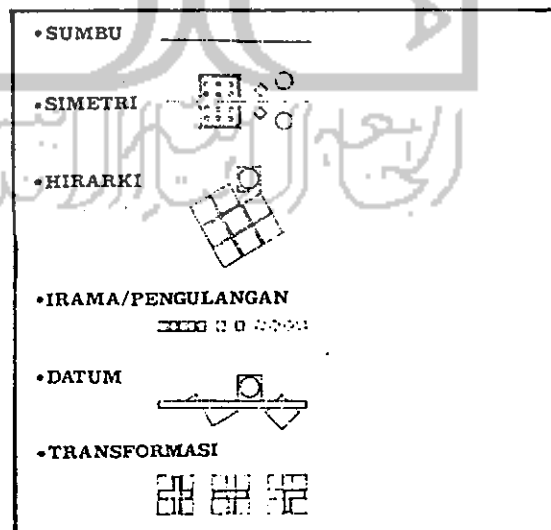 •SUMBU
•SIMETRI
•HIRARKI
•IRAMA/PENGULANGAN
•DATUM
•TRANSFORMASI